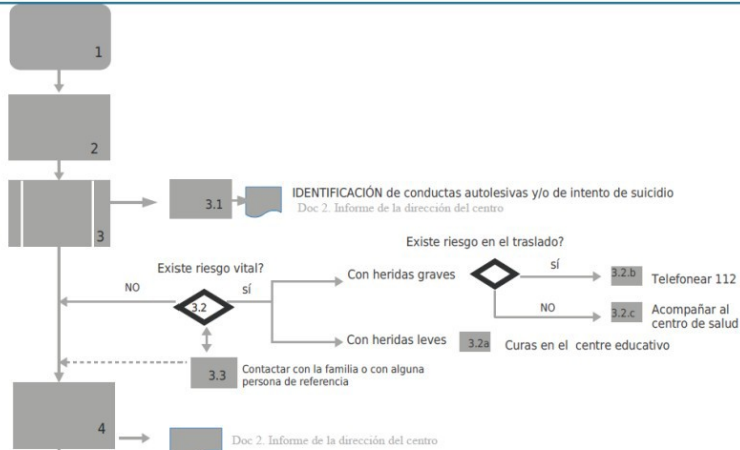 1
2
3
3.1
IDENTIFICACIÓN de conductas autolesivas y/o de intento de suicidio
Doc 2. Informe de la dirección del centro
Existe riesgo vital?
NO
3.2
sí
Con heridas graves
Existe riesgo en el traslado?
sí
3.2.b
Telefonear 112
NO
3.2.c
Acompañar al
centro de salud
Con heridas leves
3.2a
Curas en el centre educativo
3.3
Contactar con la familia o con alguna
persona de referencia
4
Doc 2. Informe de la dirección del centro